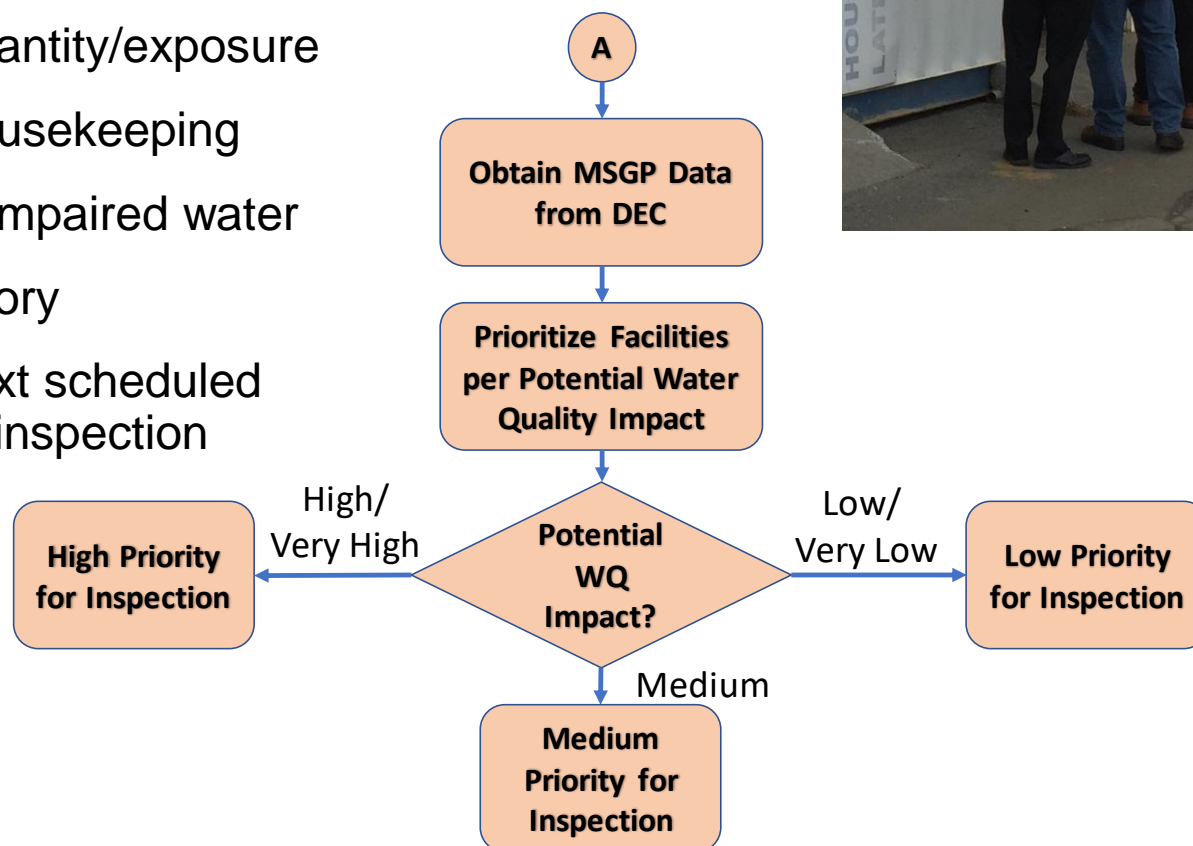 antity/exposure
usekeeping
mpaired water
ory
xt scheduled
inspection
A
Obtain MSGP Data
from DEC
Prioritize Facilities
per Potential Water
Quality Impact
High/
Very High
Potential
WQ
Impact?
Low/
Very Low
High Priority
for Inspection
Low Priority
for Inspection
Medium
Medium
Priority for
Inspection
HOU
LAT